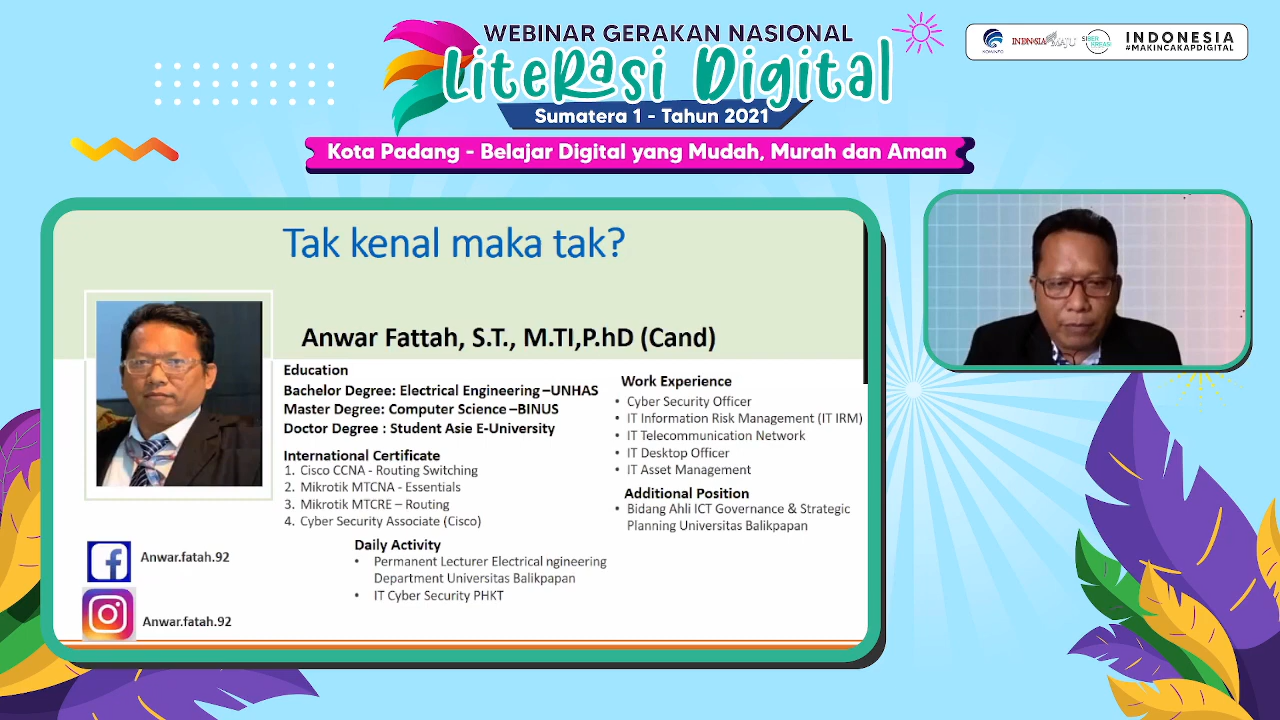 WEBINAR GERAKAN NASIONAL
LiteRasi Digital
Sumatera 1 - Tahun 2021
Kota Padang - Belajar Digital yang Mudah, Murah dan Aman
KOMINFO
INDONESIA MAJU
SIBER KREASI
INDONESIA
#MAKINCAKAPDIGITAL
Tak kenal maka tak?
Anwar Fattah, S.T., M.TI,P.hD (Cand)
Education
Bachelor Degree: Electrical Engineering –UNHAS
Master Degree: Computer Science –BINUS
Doctor Degree : Student Asie E-University
International Certificate
1. Cisco CCNA - Routing Switching
2. Mikrotik MTCNA - Essentials
3. Mikrotik MTCRE – Routing
4. Cyber Security Associate (Cisco)
Work Experience
• Cyber Security Officer
• IT Information Risk Management (IT IRM)
• IT Telecommunication Network
• IT Desktop Officer
• IT Asset Management
Additional Position
• Bidang Ahli ICT Governance & Strategic
Planning Universitas Balikpapan
Daily Activity
• Permanent Lecturer Electrical ngineering
Department Universitas Balikpapan
• IT Cyber Security PHKT
Anwar.fatah.92
Anwar.fatah.92